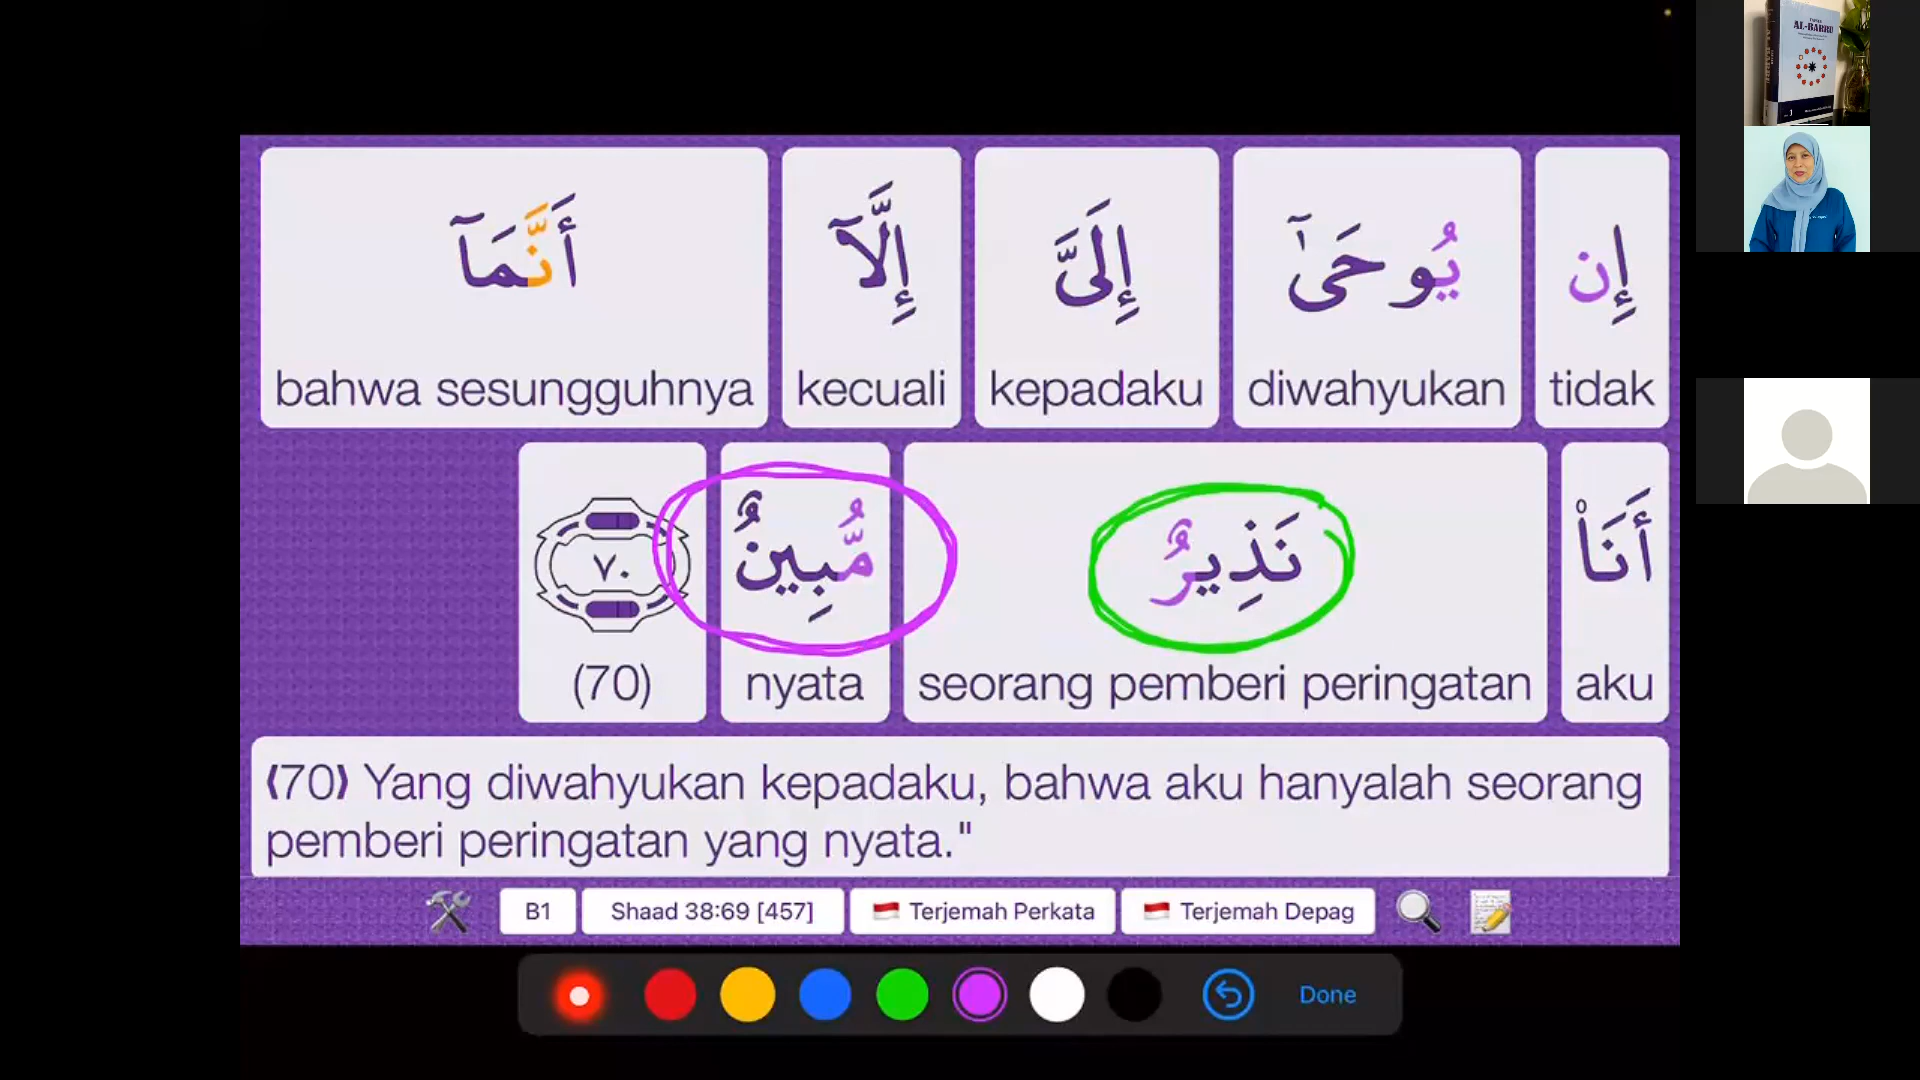 إِن يُوحَىٰٓ إِلَىَّ إِلَّآ أَنَّمَآ
tidak diwahyukan kepadaku kecuali bahwa sesungguhnya
أَنَا۠ نَذِيرٌ مُّبِينٌ ٧٠
aku seorang pemberi peringatan nyata (70)
(70) Yang diwahyukan kepadaku, bahwa aku hanyalah seorang
pemberi peringatan yang nyata."
B1 Shaad 38:69 [457] Terjemah Perkata Terjemah Depag
Done
AL-BARRU